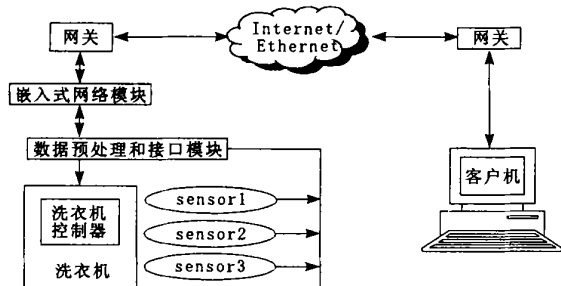 网关
Internet/
Ethernet
网关
嵌入式网络模块
数据预处理和接口模块
客户机
洗衣机
控制器
洗衣机
sensor1
sensor2
sensor3